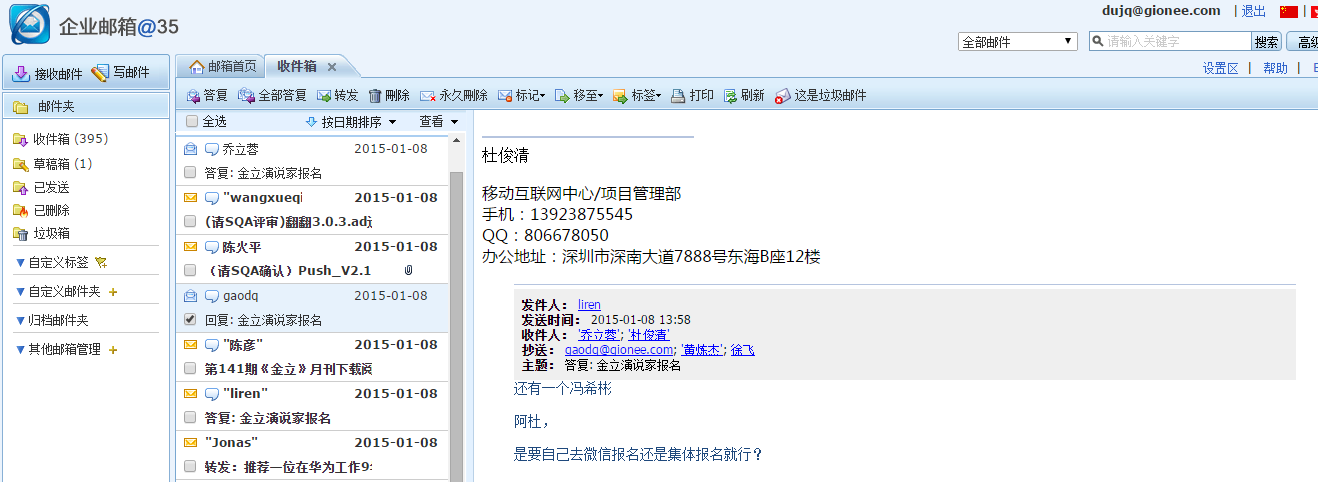 企业邮箱@35
dujq@gionee.com | 退出 |
全部邮件 请输入关键字 搜索 高级
接收邮件 写邮件
邮箱首页 收件箱
设置区 | 帮助 |
邮件夹
答复 全部答复 转发 删除 永久删除 标记 移至 标签 打印 刷新 这是垃圾邮件
全选 按日期排序 查看
收件箱 (395)
草稿箱 (1)
已发送
已删除
垃圾箱
自定义标签
自定义邮件夹 +
归档邮件夹
其他邮箱管理 +
乔立蓉 2015-01-08
答复: 金立演说家报名
"wangxueqi 2015-01-08
(请SQA评审)翻翻3.0.3.ad
陈火平 2015-01-08
（请SQA确认）Push_V2.1
gaodq 2015-01-08
回复: 金立演说家报名
"陈彦" 2015-01-08
第141期《金立》月刊下载
"liren" 2015-01-08
答复: 金立演说家报名
"Jonas" 2015-01-08
转发：推荐一位在华为工作9
杜俊清
移动互联网中心/项目管理部
手机：13923875545
QQ：806678050
办公地址：深圳市深南大道7888号东海B座12楼
发件人： liren
发送时间： 2015-01-08 13:58
收件人： '乔立蓉'; '杜俊清'
抄送： gaodq@gionee.com; '黄炼杰'; 徐飞
主题： 答复: 金立演说家报名
还有一个冯希彬
阿杜，
是要自己去微信报名还是集体报名就行？